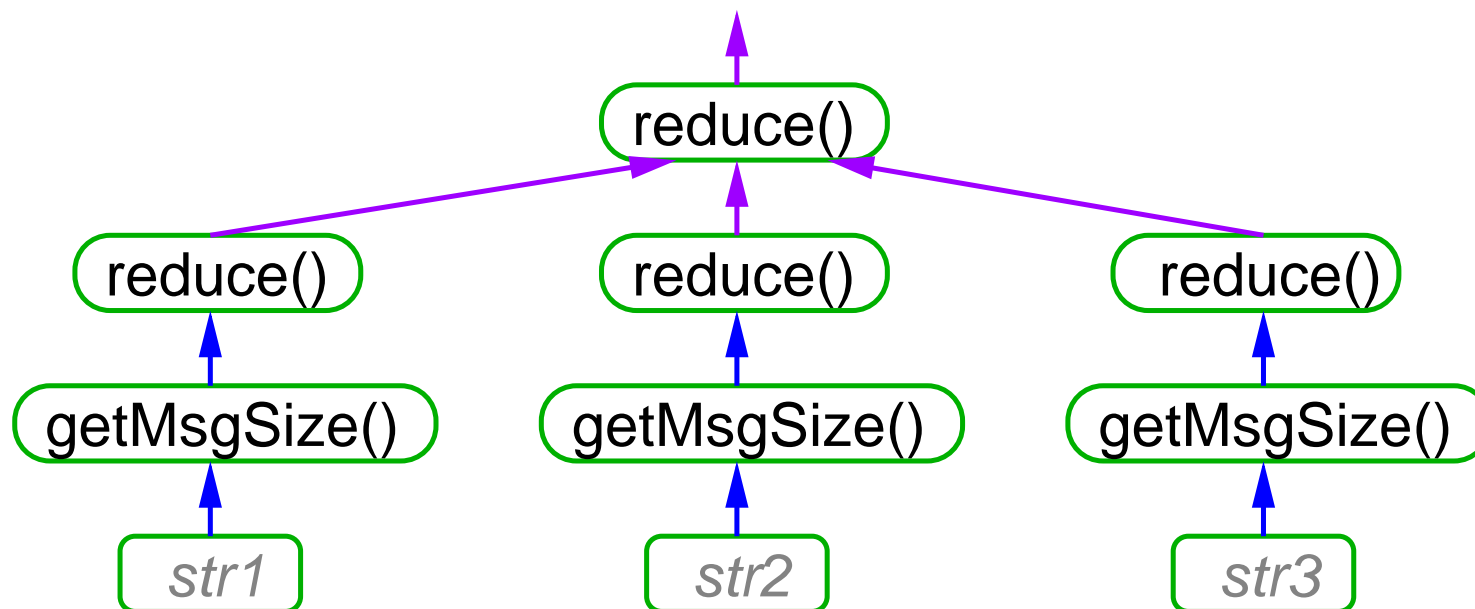 reduce()
reduce() reduce() reduce()
getMsgSize() getMsgSize() getMsgSize()
str1 str2 str3